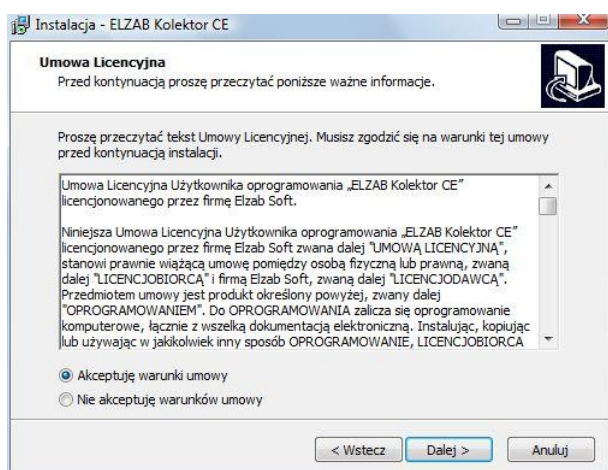 Instalacja - ELZAB Kolektor CE
Umowa Licencyjna
Przed kontynuacją proszę przeczytać poniższe ważne informacje.
Proszę przeczytać tekst Umowy Licencyjnej. Musisz zgodzić się na warunki tej umowy
przed kontynuacją instalacji.
Umowa Licencyjna Użytkownika oprogramowania „ELZAB Kolektor CE”
licencjonowanego przez firmę Elzab Soft.
Niniejsza Umowa Licencyjna Użytkownika oprogramowania „ELZAB Kolektor CE”
licencjonowanego przez firmę Elzab Soft zwana dalej "UMOWĄ LICENCYJNĄ",
stanowi prawnie wiążącą umowę pomiędzy osobą fizyczną lub prawną, zwaną
dalej "LICENCJOBIORCĄ" i firmą Elzab Soft, zwaną dalej "LICENCJODAWCĄ".
Przedmiotem umowy jest produkt określony powyżej, zwany dalej
"OPROGRAMOWANIEM". Do OPROGRAMOWANIA zalicza się oprogramowanie
komputerowe, łącznie z wszelką dokumentacją elektroniczną. Instalując, kopiując
lub używając w jakikolwiek inny sposób OPROGRAMOWANIE, LICENCJOBIORCA
Akceptuję warunki umowy
Nie akceptuję warunków umowy
< Wstecz Dalej > Anuluj